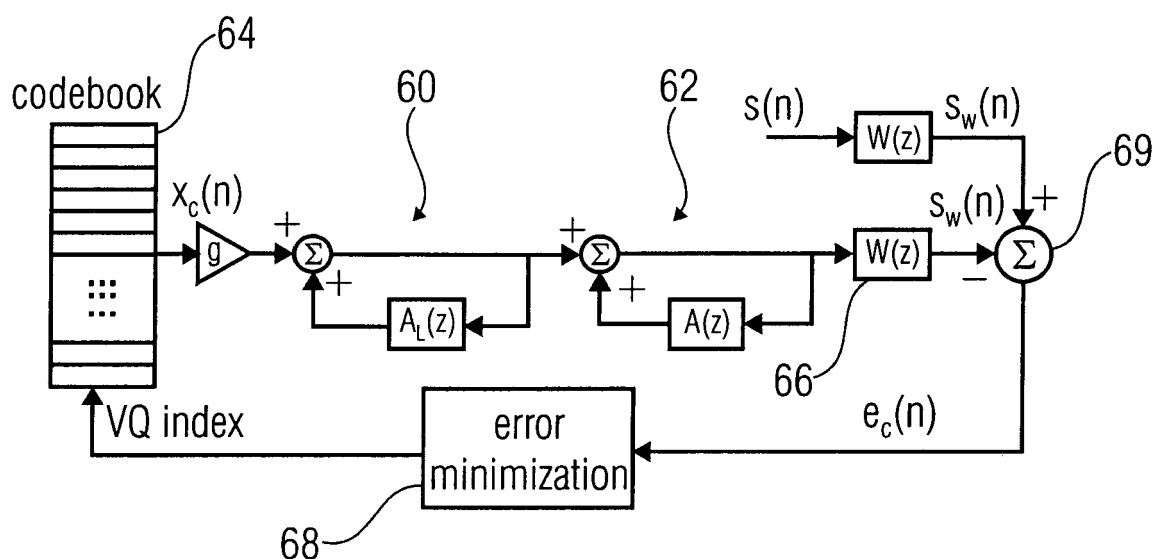 64
codebook
60
62
s(n)
W(z)
s_w(n)
69
x_c(n)
s_w(n)
+
g
+
Σ
+
Σ
W(z)
−
Σ
+
A_L(z)
+
A(z)
66
VQ index
error
minimization
e_c(n)
68